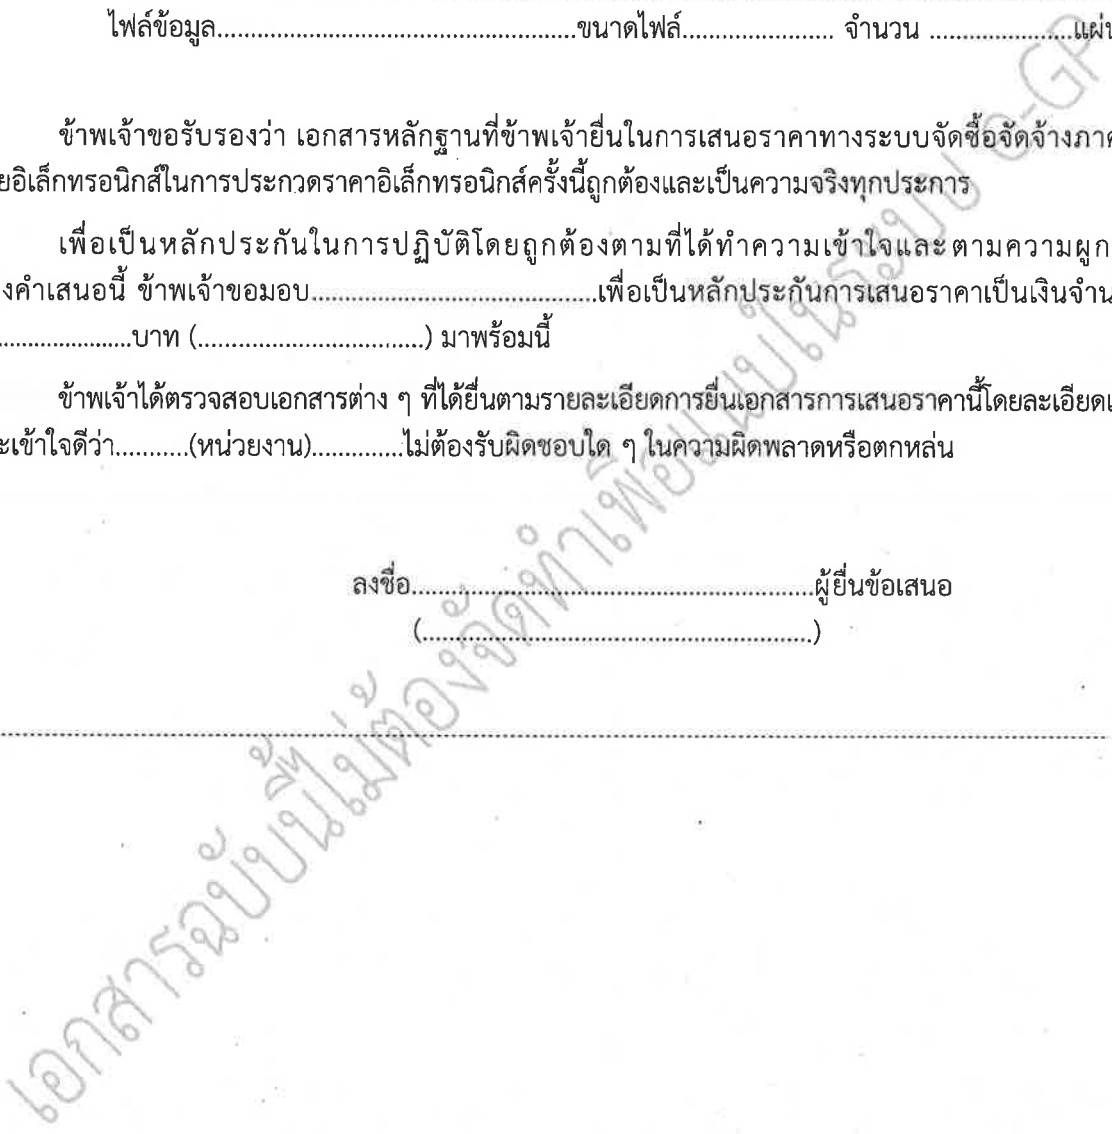 ไฟล์ข้อมูล......................................................ขนาดไฟล์....................... จำนวน ......................แผ่น
ข้าพเจ้าขอรับรองว่า เอกสารหลักฐานที่ข้าพเจ้ายื่นในการเสนอราคาทางระบบจัดซื้อจัดจ้างภาค
ยอิเล็กทรอนิกส์ในการประกวดราคาอิเล็กทรอนิกส์ครั้งนี้ถูกต้องและเป็นความจริงทุกประการ
เพื่อเป็นหลักประกันในการปฏิบัติโดยถูกต้องตามที่ได้ทำความเข้าใจและตามความผูก
งคำเสนอนี้ ข้าพเจ้าขอมอบ...........................................เพื่อเป็นหลักประกันการเสนอราคาเป็นเงินจำน
......................บาท (..................................) มาพร้อมนี้
ข้าพเจ้าได้ตรวจสอบเอกสารต่าง ๆ ที่ได้ยื่นตามรายละเอียดการยื่นเอกสารการเสนอราคานี้โดยละเอียดแ
ะเข้าใจดีว่า...........(หน่วยงาน)..............ไม่ต้องรับผิดชอบใด ๆ ในความผิดพลาดหรือตกหล่น
ลงชื่อ.............................................................ผู้ยื่นข้อเสนอ
(...........................................................)
เอกสารฉบับนี้ไม่ต้องจัดทำเพื่อแนบในระบบ e-GP